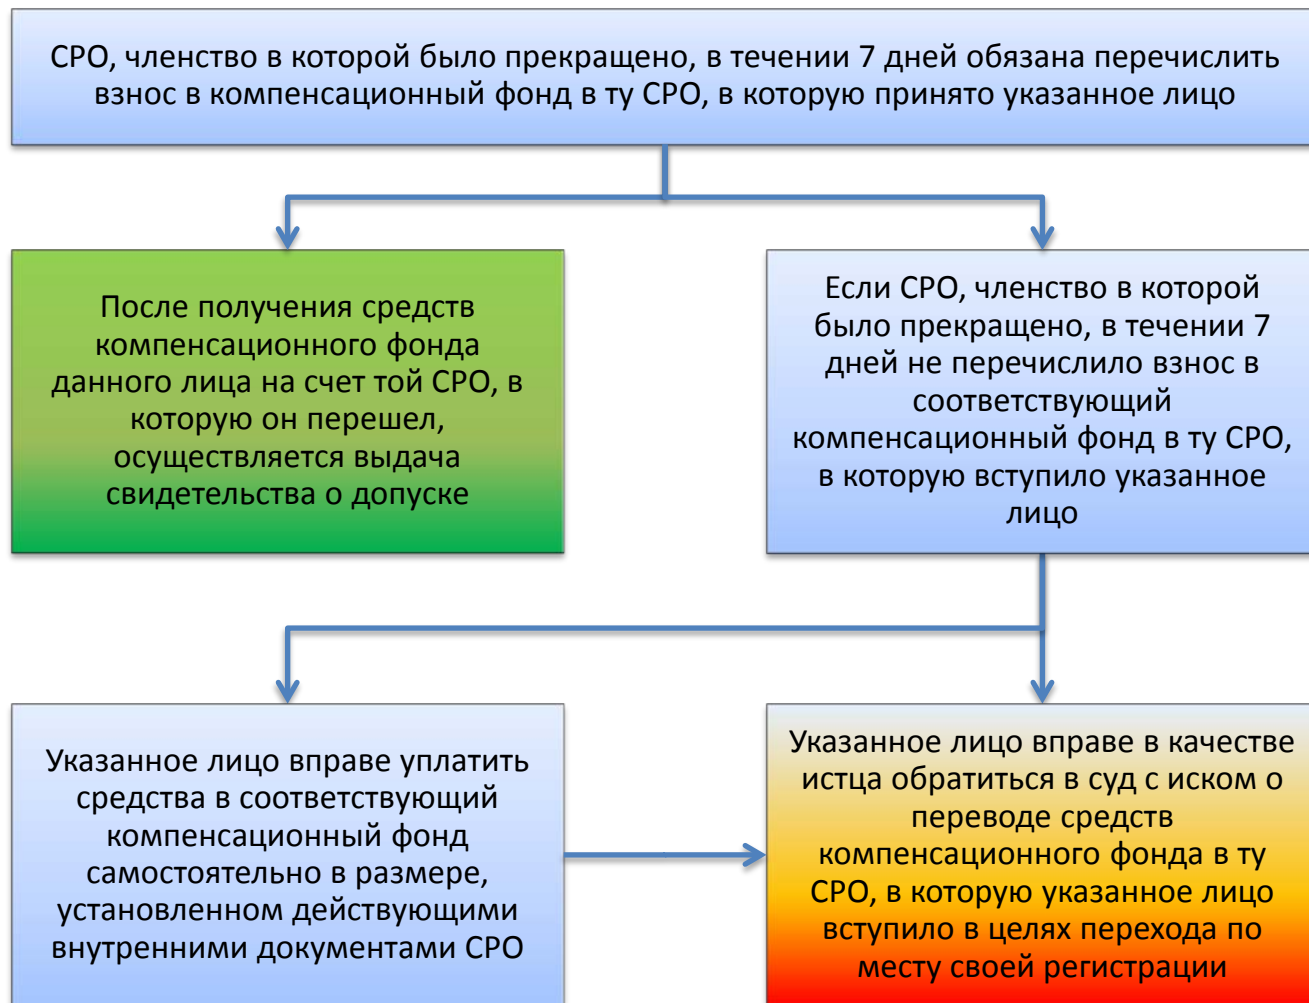 СРО, членство в которой было прекращено, в течении 7 дней обязана перечислить
взнос в компенсационный фонд в ту СРО, в которую принято указанное лицо
После получения средств
компенсационного фонда
данного лица на счет той СРО, в
которую он перешел,
осуществляется выдача
свидетельства о допуске
Если СРО, членство в которой
было прекращено, в течении 7
дней не перечислило взнос в
соответствующий
компенсационный фонд в ту СРО,
в которую вступило указанное
лицо
Указанное лицо вправе уплатить
средства в соответствующий
компенсационный фонд
самостоятельно в размере,
установленном действующими
внутренними документами СРО
Указанное лицо вправе в качестве
истца обратиться в суд с иском о
переводе средств
компенсационного фонда в ту
СРО, в которую указанное лицо
вступило в целях перехода по
месту своей регистрации